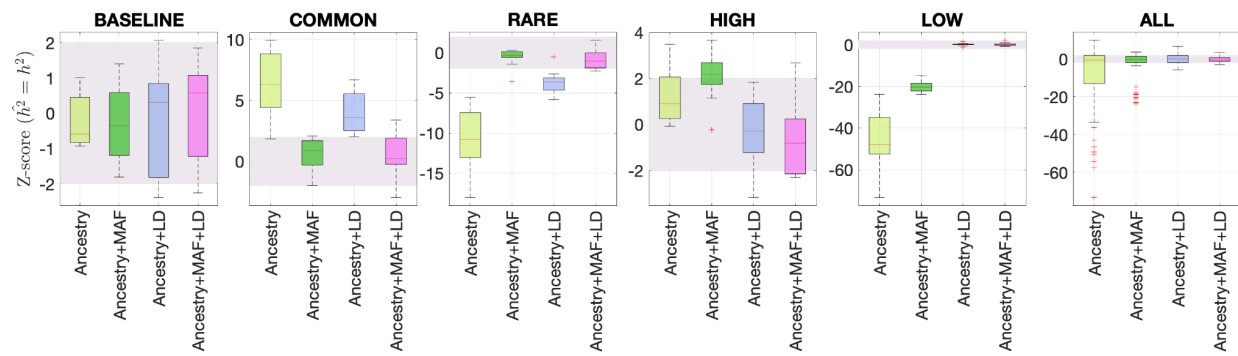 BASELINE
Z-score (ĥ² = h²)
2
1
0
-1
-2
Ancestry
Ancestry+MAF
Ancestry+LD
Ancestry+MAF+LD
COMMON
10
5
0
Ancestry
Ancestry+MAF
Ancestry+LD
Ancestry+MAF+LD
RARE
0
-5
-10
-15
Ancestry
Ancestry+MAF
Ancestry+LD
Ancestry+MAF+LD
HIGH
4
2
0
-2
Ancestry
Ancestry+MAF
Ancestry+LD
Ancestry+MAF+LD
LOW
0
-20
-40
-60
Ancestry
Ancestry+MAF
Ancestry+LD
Ancestry+MAF+LD
ALL
0
-20
-40
-60
Ancestry
Ancestry+MAF
Ancestry+LD
Ancestry+MAF+LD